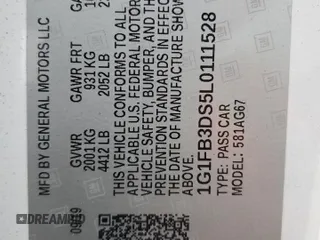 MFD BY GENERAL MOTORS LLC
GVWR GAWR FRT
2001 KG 931 KG
4412 LB 2052 LB
THIS VEHICLE CONFORMS TO ALL
APPLICABLE U.S. FEDERAL MOTOR
VEHICLE SAFETY, BUMPER, AND THEFT
PREVENTION STANDARDS IN EFFECT
THE DATE OF MANUFACTURE SHOWN
ABOVE.
1G1FB3DS5L0111528
TYPE: PASS CAR
MODEL: 581AG67